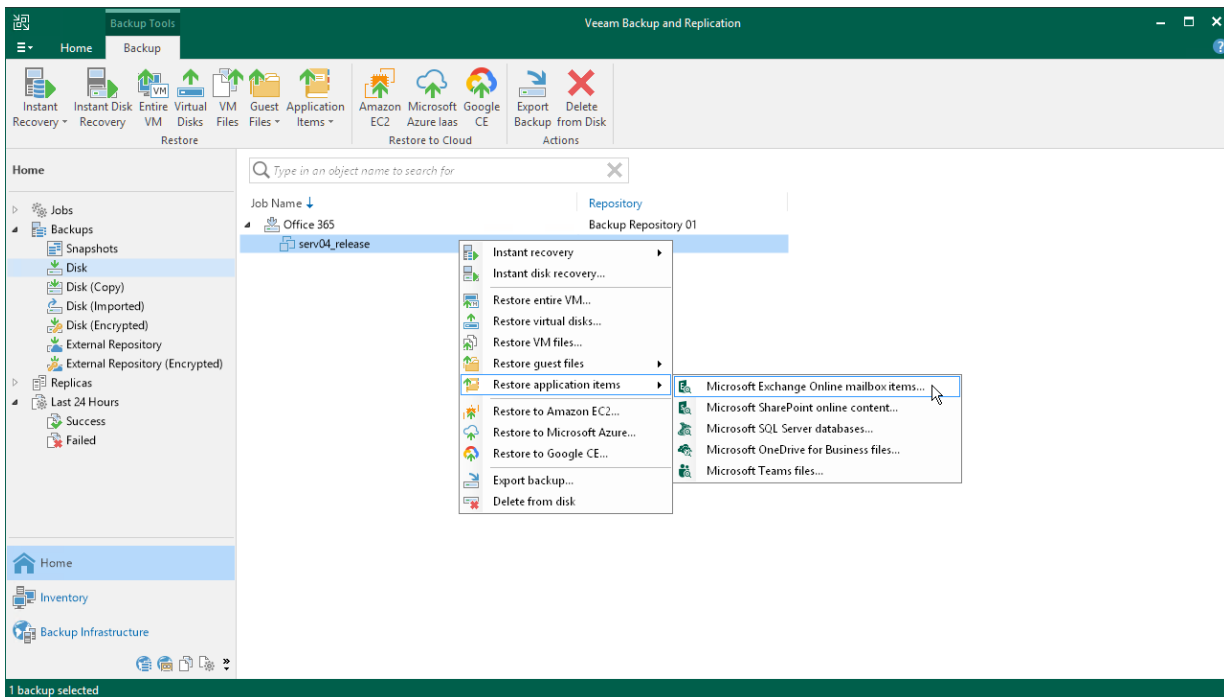 Backup Tools
Veeam Backup and Replication
Home
Backup
Instant Recovery
Instant Disk Recovery
Entire VM
Virtual Disks
VM Files
Guest Files
Application Items
Amazon EC2
Microsoft Azure Iaas
Google CE
Export Backup
Delete from Disk
Restore
Restore to Cloud
Actions
Home
Type in an object name to search for
Jobs
Backups
Snapshots
Disk
Disk (Copy)
Disk (Imported)
Disk (Encrypted)
External Repository
External Repository (Encrypted)
Replicas
Last 24 Hours
Success
Failed
Job Name
Repository
Office 365
Backup Repository 01
serv04_release
Instant recovery
Instant disk recovery...
Restore entire VM...
Restore virtual disks...
Restore VM files...
Restore guest files
Restore application items
Restore to Amazon EC2...
Restore to Microsoft Azure...
Restore to Google CE...
Export backup...
Delete from disk
Microsoft Exchange Online mailbox items...
Microsoft SharePoint online content...
Microsoft SQL Server databases...
Microsoft OneDrive for Business files...
Microsoft Teams files...
Home
Inventory
Backup Infrastructure
1 backup selected